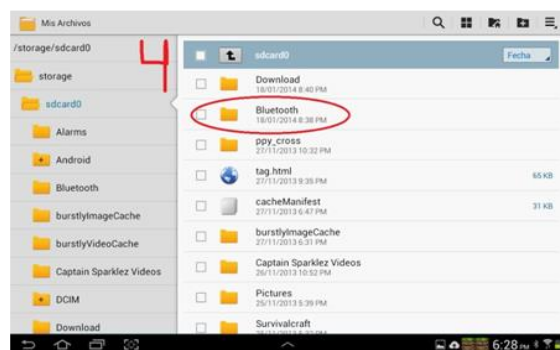 Mis Archivos
/storage/sdcard0
4
storage
sdcard0
Alarms
Android
Bluetooth
burstlyImageCache
burstlyVideoCache
Captain Sparklez Videos
DCIM
Download
sdcard0
Fecha
Download
18/01/2014 8:40 PM
Bluetooth
18/01/2014 8:38 PM
ppy_cross
27/11/2013 10:32 PM
tag.html
27/11/2013 9:35 PM
65 KB
cacheManifest
27/11/2013 6:47 PM
31 KB
burstlyImageCache
27/11/2013 6:31 PM
Captain Sparklez Videos
26/11/2013 10:52 PM
Pictures
25/11/2013 5:39 PM
Survivalcraft
6:28 PM